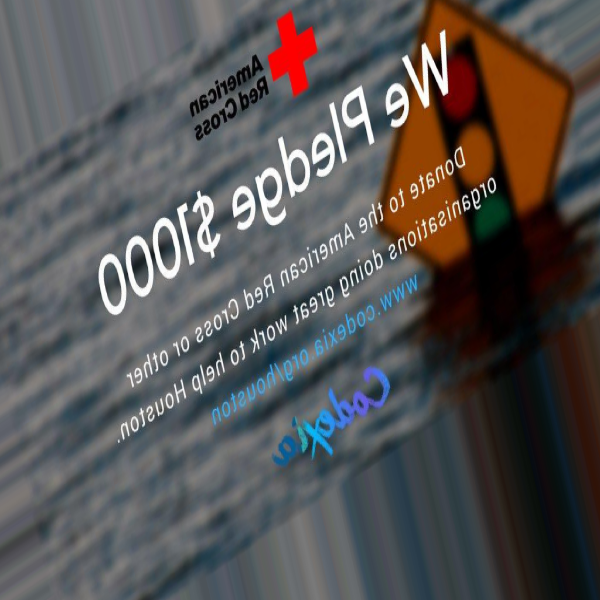 American
Red Cross
We Pledge $1000
Donate to the American Red Cross or other
organisations doing great work to help Houston.
www.codexia.org/houston
Codexia